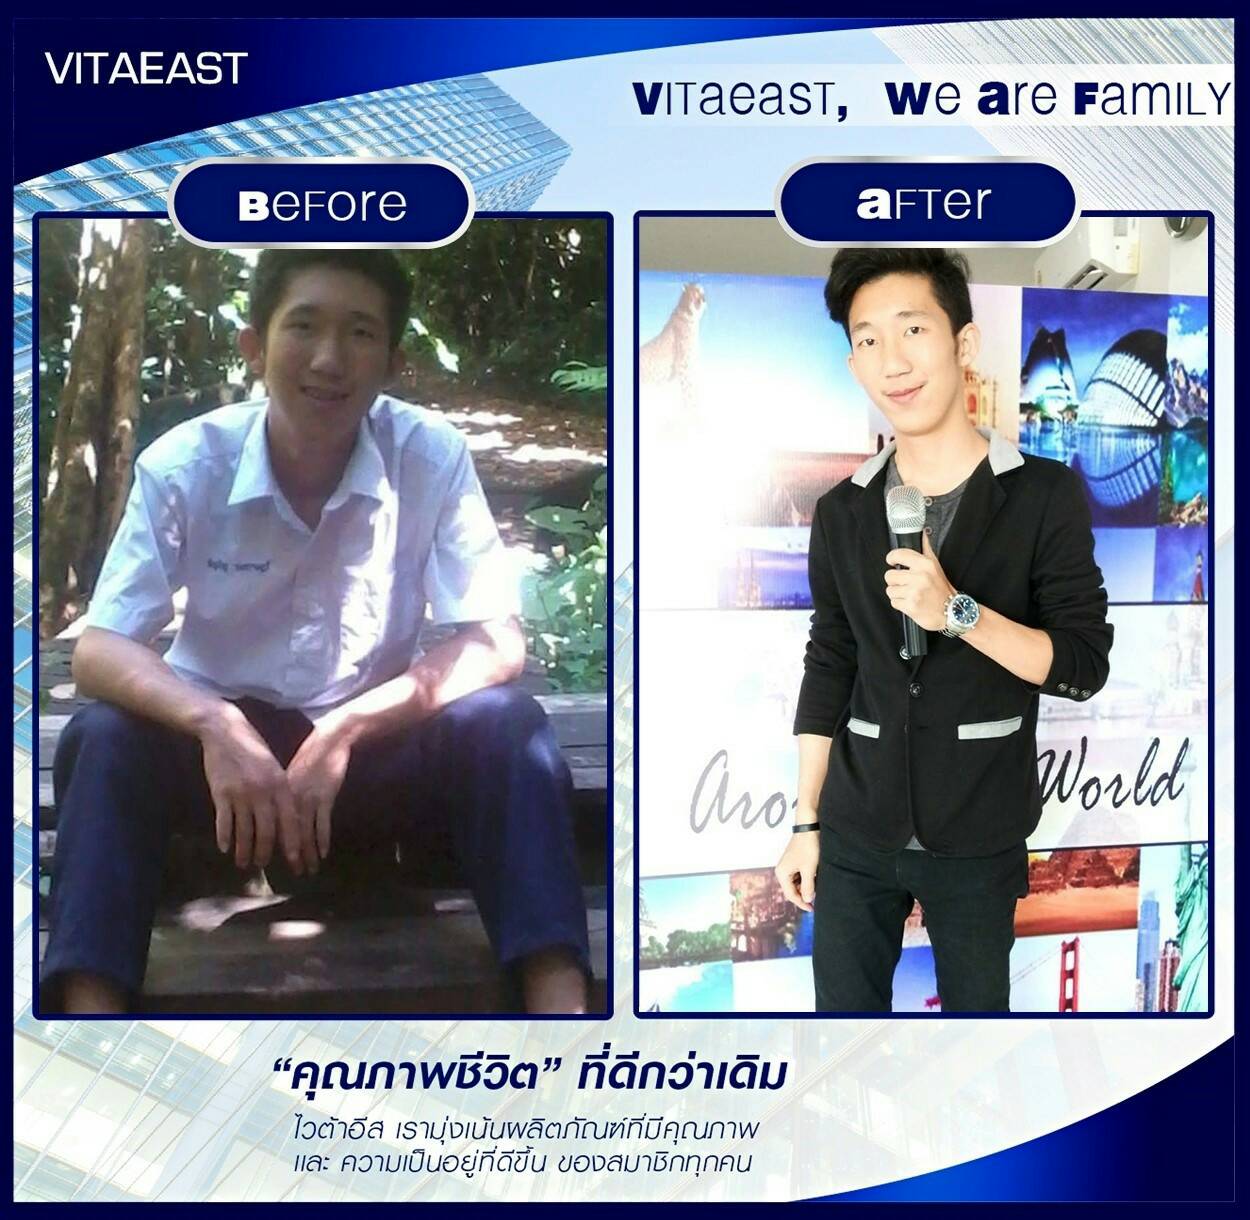 VITAEAST
VITaeasT, We are FamILY
BeFore
aFTer
Aro World
“คุณภาพชีวิต” ที่ดีกว่าเดิม
ไวต้าอีส เรามุ่งเน้นผลิตภัณฑ์ที่มีคุณภาพ
และ ความเป็นอยู่ที่ดีขึ้น ของสมาชิกทุกคน